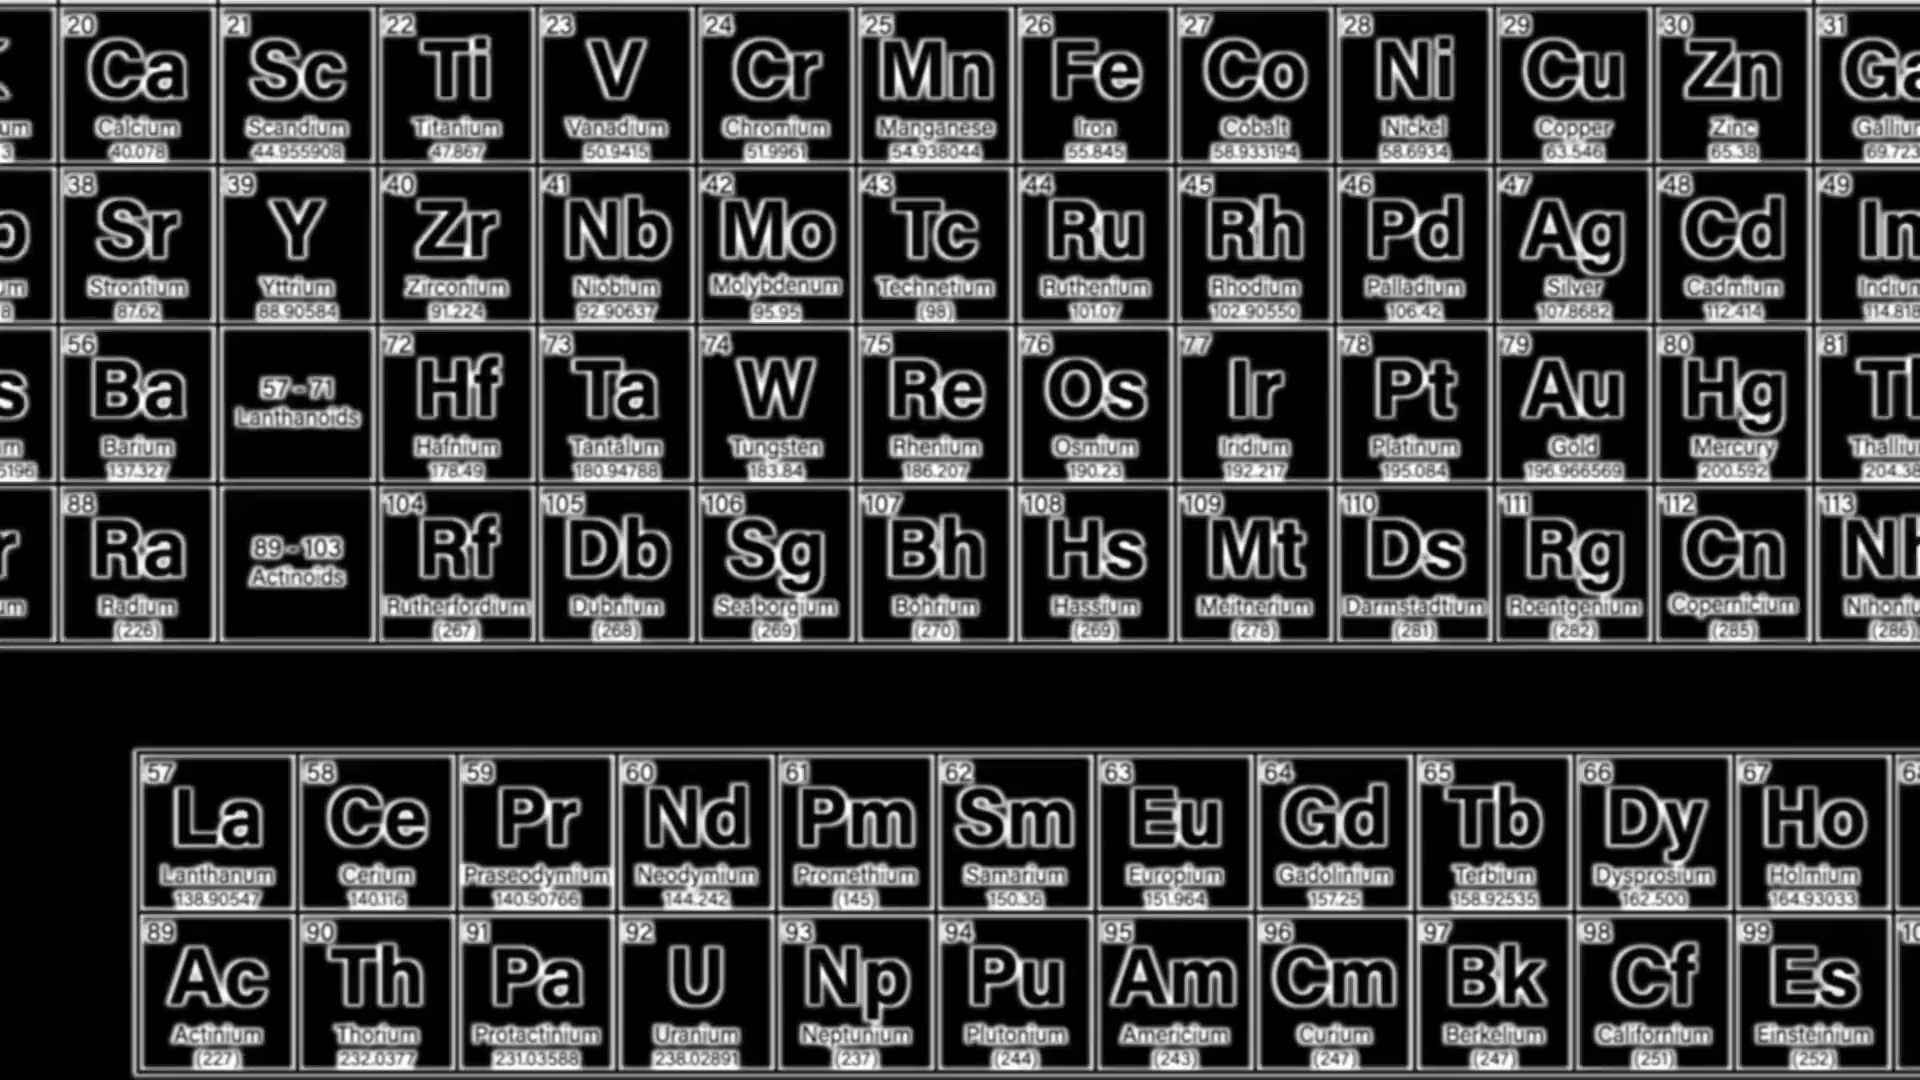 20 21 22 23 24 25 26 27 28 29 30 31
Ca Sc Ti V Cr Mn Fe Co Ni Cu Zn Ga
Calcium Scandium Titanium Vanadium Chromium Manganese Iron Cobalt Nickel Copper Zinc
40.078 44.955908 47.867 50.9415 51.9961 54.938044 55.845 58.933194 58.6934 63.546 65.38 69.723
38 39 40 41 42 43 44 45 46 47 48 49
Sr Y Zr Nb Mo Tc Ru Rh Pd Ag Cd In
Strontium Yttrium Zirconium Niobium Molybdenum Technetium Ruthenium Rhodium Palladium Silver Cadmium
87.62 88.90584 91.224 92.90637 95.95 (98) 101.07 102.90550 106.42 107.8682 112.414 114.818
56 72 73 74 75 76 77 78 79 80 81
Ba 57 - 71 Hf Ta W Re Os Ir Pt Au Hg
Lanthanoids
Barium Hafnium Tantalum Tungsten Rhenium Osmium Iridium Platinum Gold Mercury
137.327 178.49 180.94788 183.84 186.207 190.23 192.217 195.084 196.966569 200.592
88 104 105 106 107 108 109 110 111 112 113
Ra 89 - 103 Rf Db Sg Bh Hs Mt Ds Rg Cn
Actinoids
Radium Rutherfordium Dubnium Seaborgium Bohrium Hassium Meitnerium Darmstadtium Roentgenium Copernicium
(226) (267) (268) (269) (270) (269) (278) (281) (282) (285) (286)
57 58 59 60 61 62 63 64 65 66 67
La Ce Pr Nd Pm Sm Eu Gd Tb Dy Ho
Lanthanum Cerium Praseodymium Neodymium Promethium Samarium Europium Gadolinium Terbium Dysprosium Holmium
138.90547 140.116 140.90766 144.242 (145) 150.36 151.964 157.25 158.92535 162.500 164.93033
89 90 91 92 93 94 95 96 97 98 99
Ac Th Pa U Np Pu Am Cm Bk Cf Es
Actinium Thorium Protactinium Uranium Neptunium Plutonium Americium Curium Berkelium Californium Einsteinium
(227) 232.0377 231.03588 238.02891 (237) (244) (243) (247) (247) (251) (252)